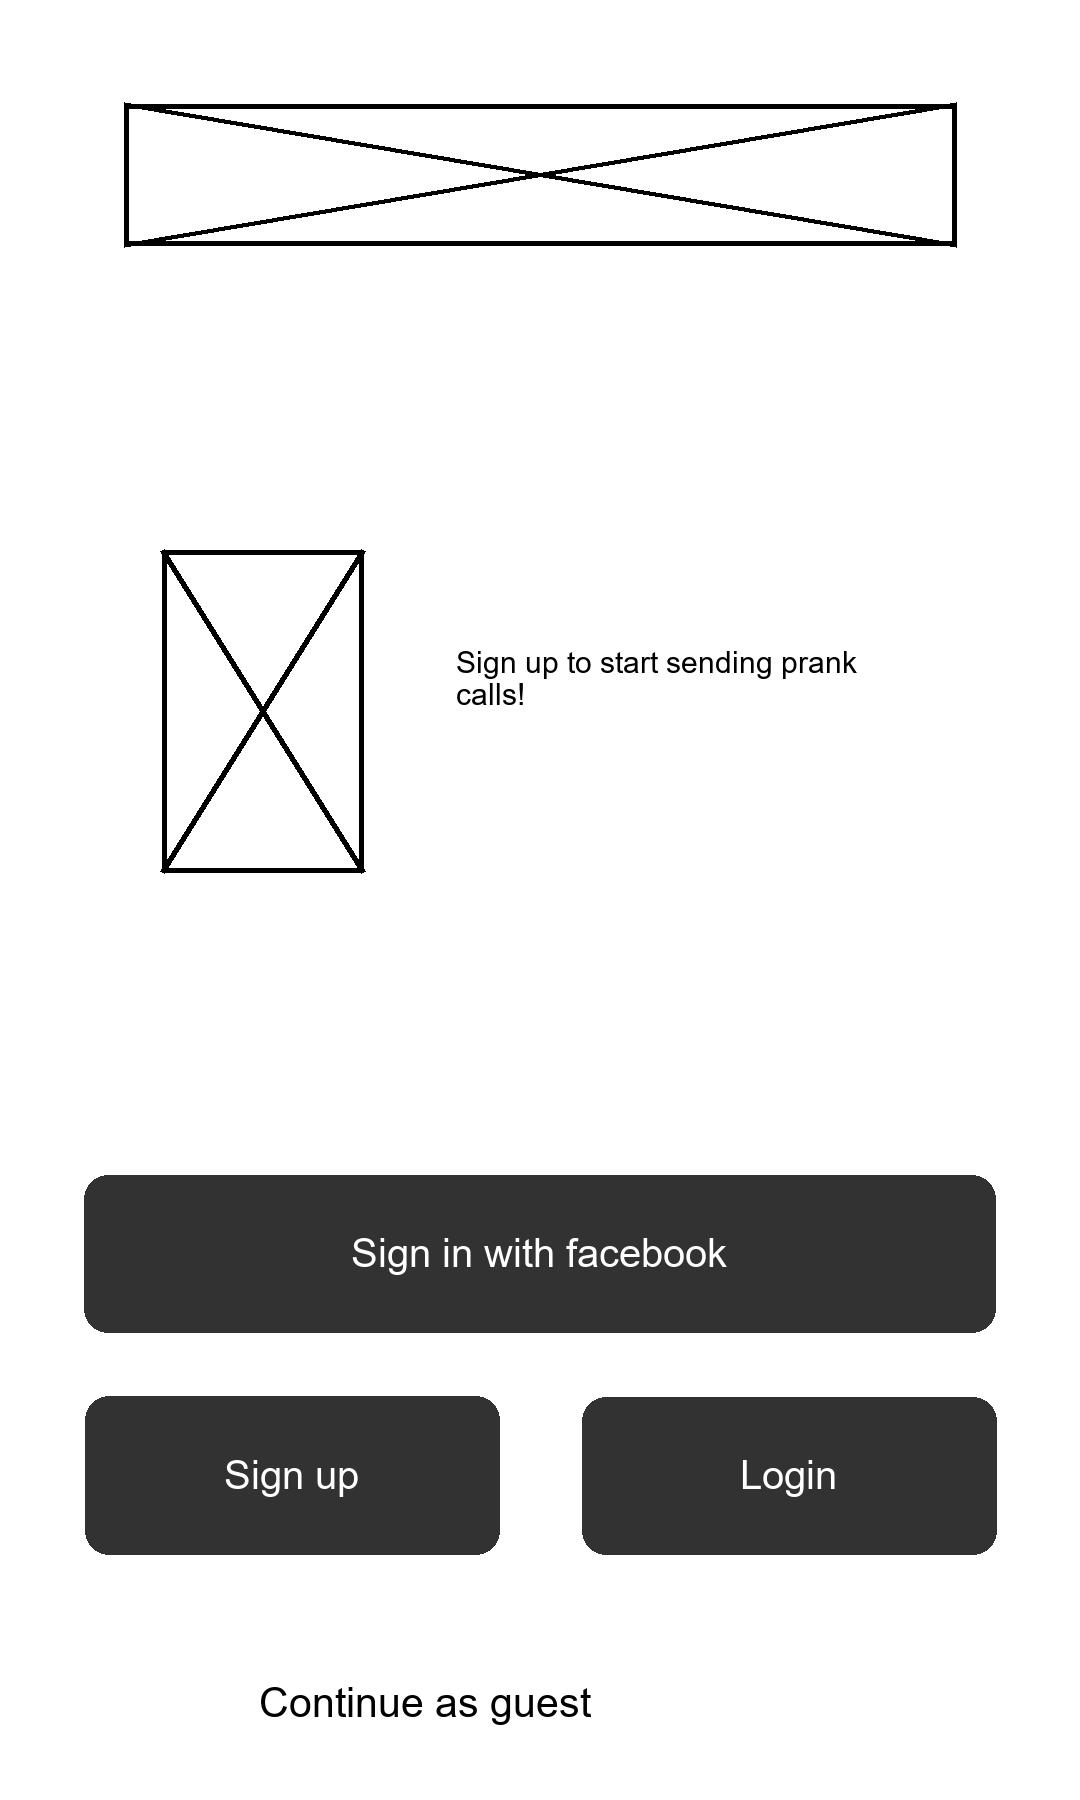 Sign up to start sending prank
calls!
Sign in with facebook
Sign up
Login
Continue as guest